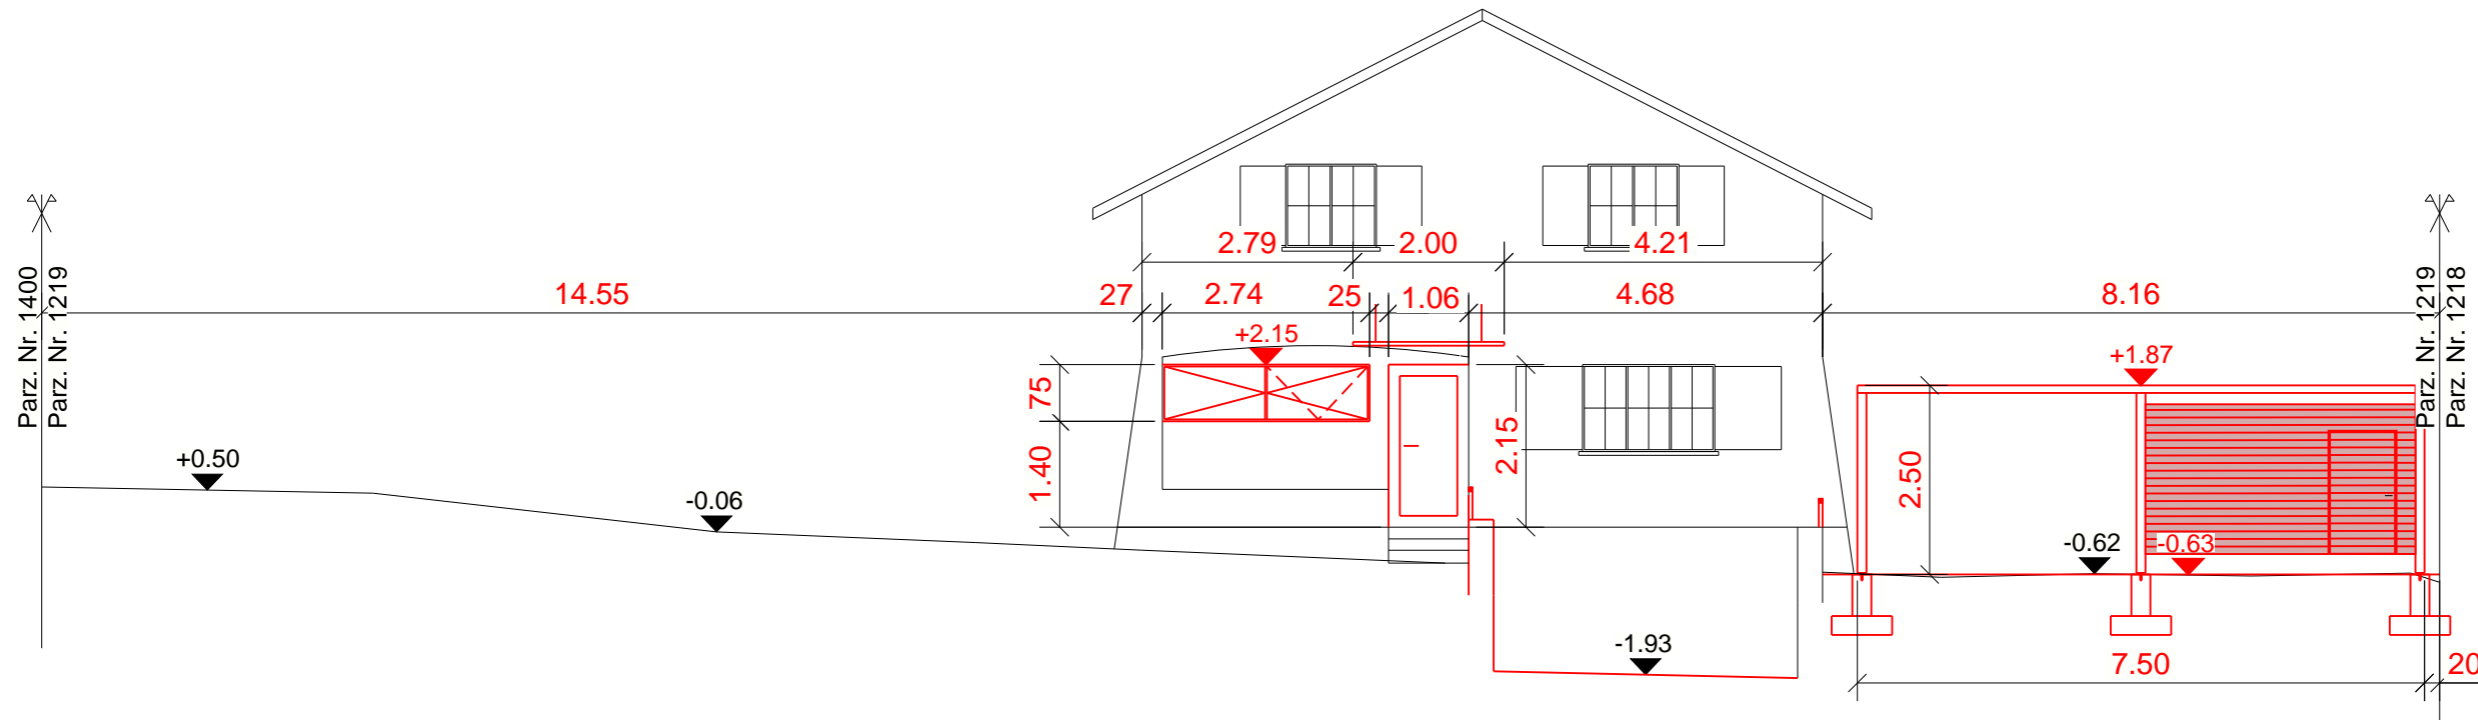 2.79 2.00 4.21
14.55 27 2.74 25 1.06 4.68 8.16
Parz. Nr. 1400
Parz. Nr. 1219
Parz. Nr. 1219
Parz. Nr. 1218
+2.15
+1.87
75
1.40
2.15
2.50
+0.50
-0.06
-0.62
-0.63
-1.93
7.50 20